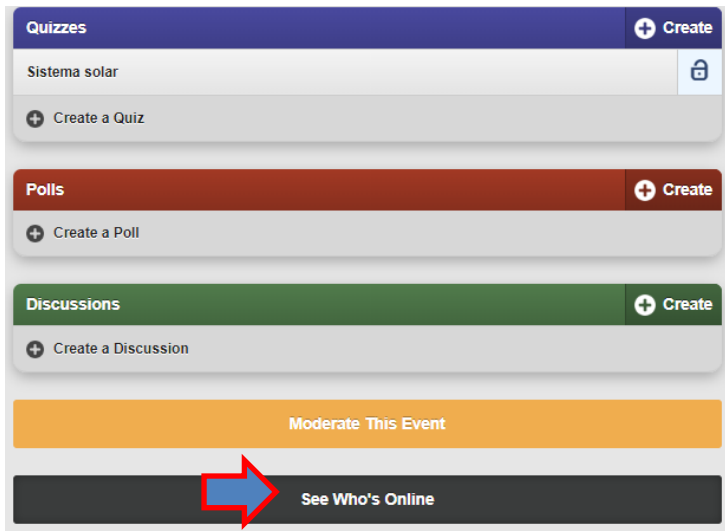 Quizzes Create
Sistema solar
Create a Quiz
Polls Create
Create a Poll
Discussions Create
Create a Discussion
Moderate This Event
See Who's Online